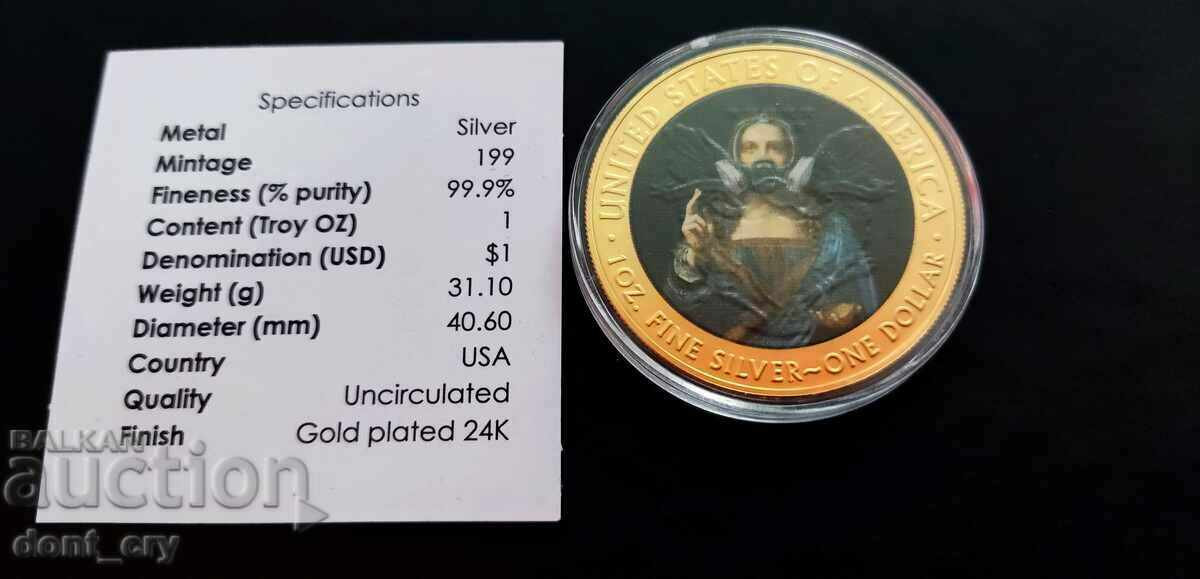 Specifications
Metal Silver
Mintage 199
Fineness (% purity) 99.9%
Content (Troy OZ) 1
Denomination (USD) $1
Weight (g) 31.10
Diameter (mm) 40.60
Country USA
Quality Uncirculated
Finish Gold plated 24K
· UNITED STATES OF AMERICA ·
1 OZ. FINE SILVER~ONE DOLLAR
BALKAN
auction
dont_cry